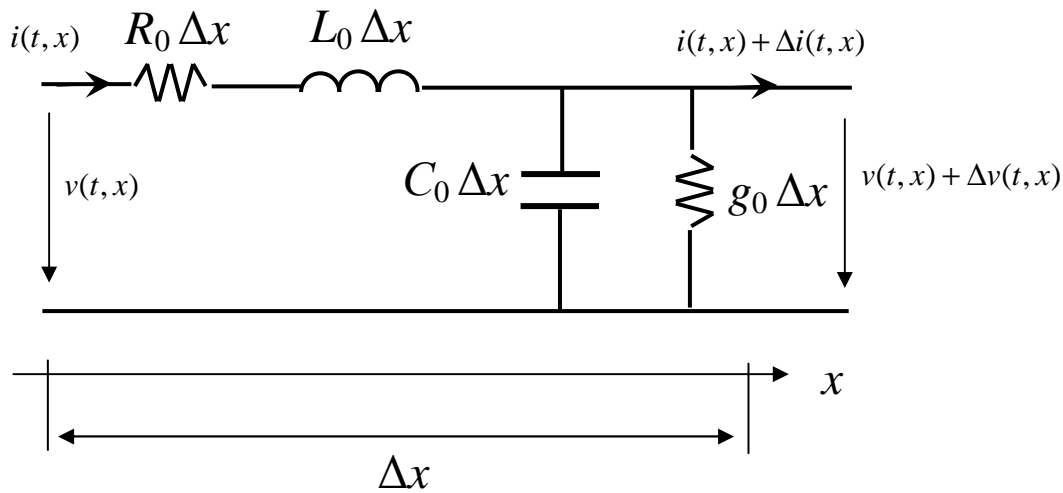 i(t, x)
R₀ Δx
L₀ Δx
i(t, x) + Δi(t, x)
v(t, x)
C₀ Δx
g₀ Δx
v(t, x) + Δv(t, x)
x
Δx